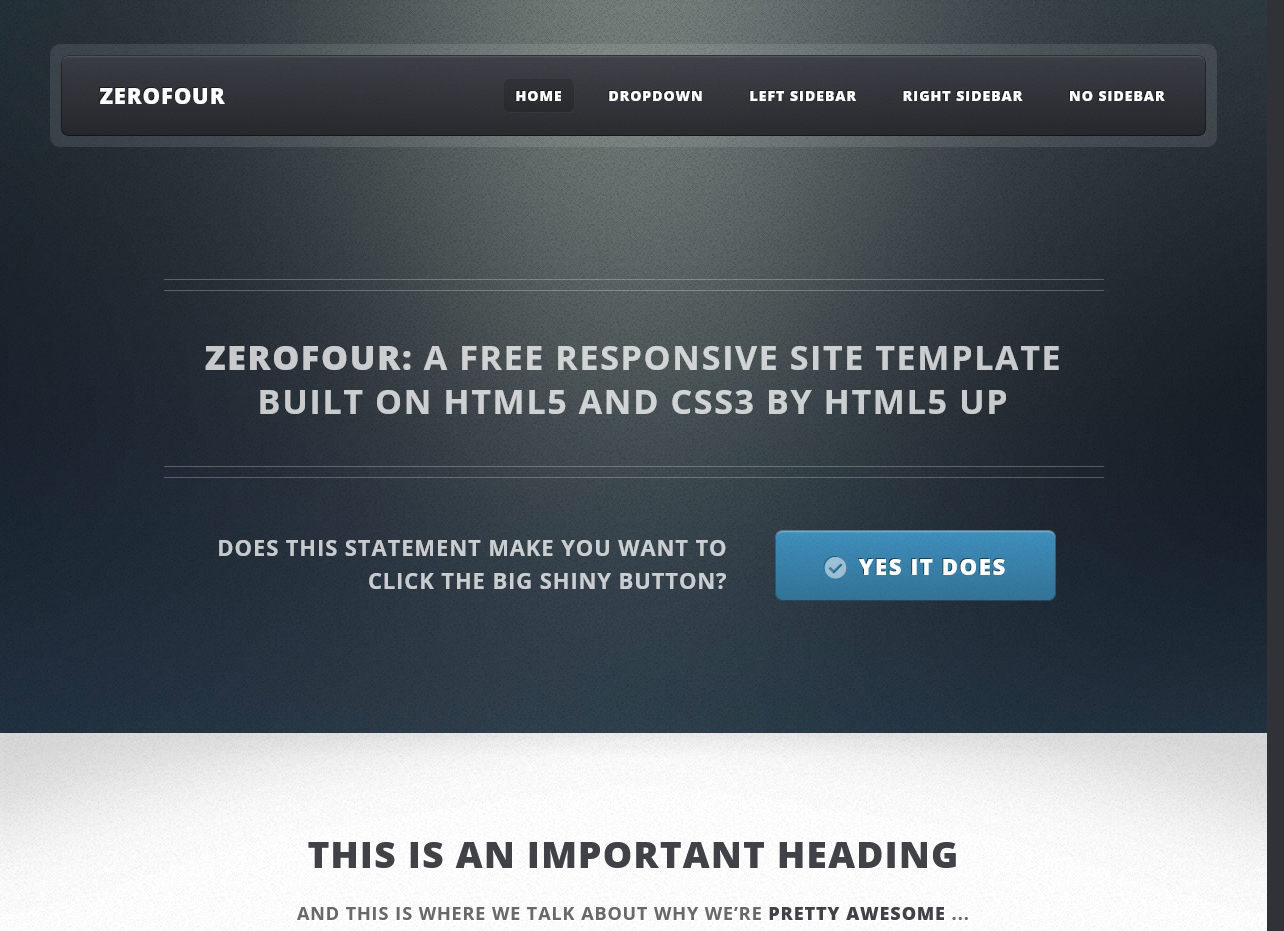 ZEROFOUR
HOME DROPDOWN LEFT SIDEBAR RIGHT SIDEBAR NO SIDEBAR
ZEROFOUR: A FREE RESPONSIVE SITE TEMPLATE
BUILT ON HTML5 AND CSS3 BY HTML5 UP
DOES THIS STATEMENT MAKE YOU WANT TO
CLICK THE BIG SHINY BUTTON?
YES IT DOES
THIS IS AN IMPORTANT HEADING
AND THIS IS WHERE WE TALK ABOUT WHY WE’RE PRETTY AWESOME ...